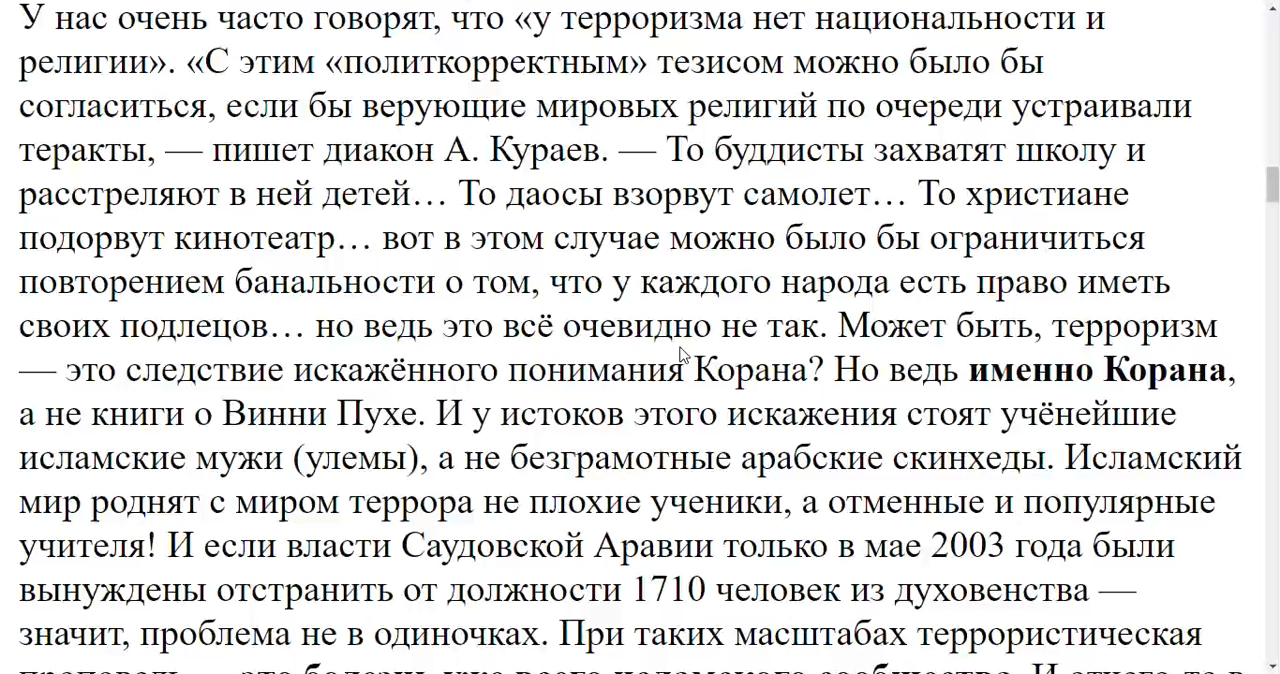 У нас очень часто говорят, что «у терроризма нет национальности и
религии». «С этим «политкорректным» тезисом можно было бы
согласиться, если бы верующие мировых религий по очереди устраивали
теракты, — пишет диакон А. Кураев. — То буддисты захватят школу и
расстреляют в ней детей… То даосы взорвут самолет… То христиане
подорвут кинотеатр… вот в этом случае можно было бы ограничиться
повторением банальности о том, что у каждого народа есть право иметь
своих подлецов… но ведь это всё очевидно не так. Может быть, терроризм
— это следствие искажённого понимания Корана? Но ведь именно Корана,
а не книги о Винни Пухе. И у истоков этого искажения стоят учёнейшие
исламские мужи (улемы), а не безграмотные арабские скинхеды. Исламский
мир роднят с миром террора не плохие ученики, а отменные и популярные
учителя! И если власти Саудовской Аравии только в мае 2003 года были
вынуждены отстранить от должности 1710 человек из духовенства —
значит, проблема не в одиночках. При таких масштабах террористическая